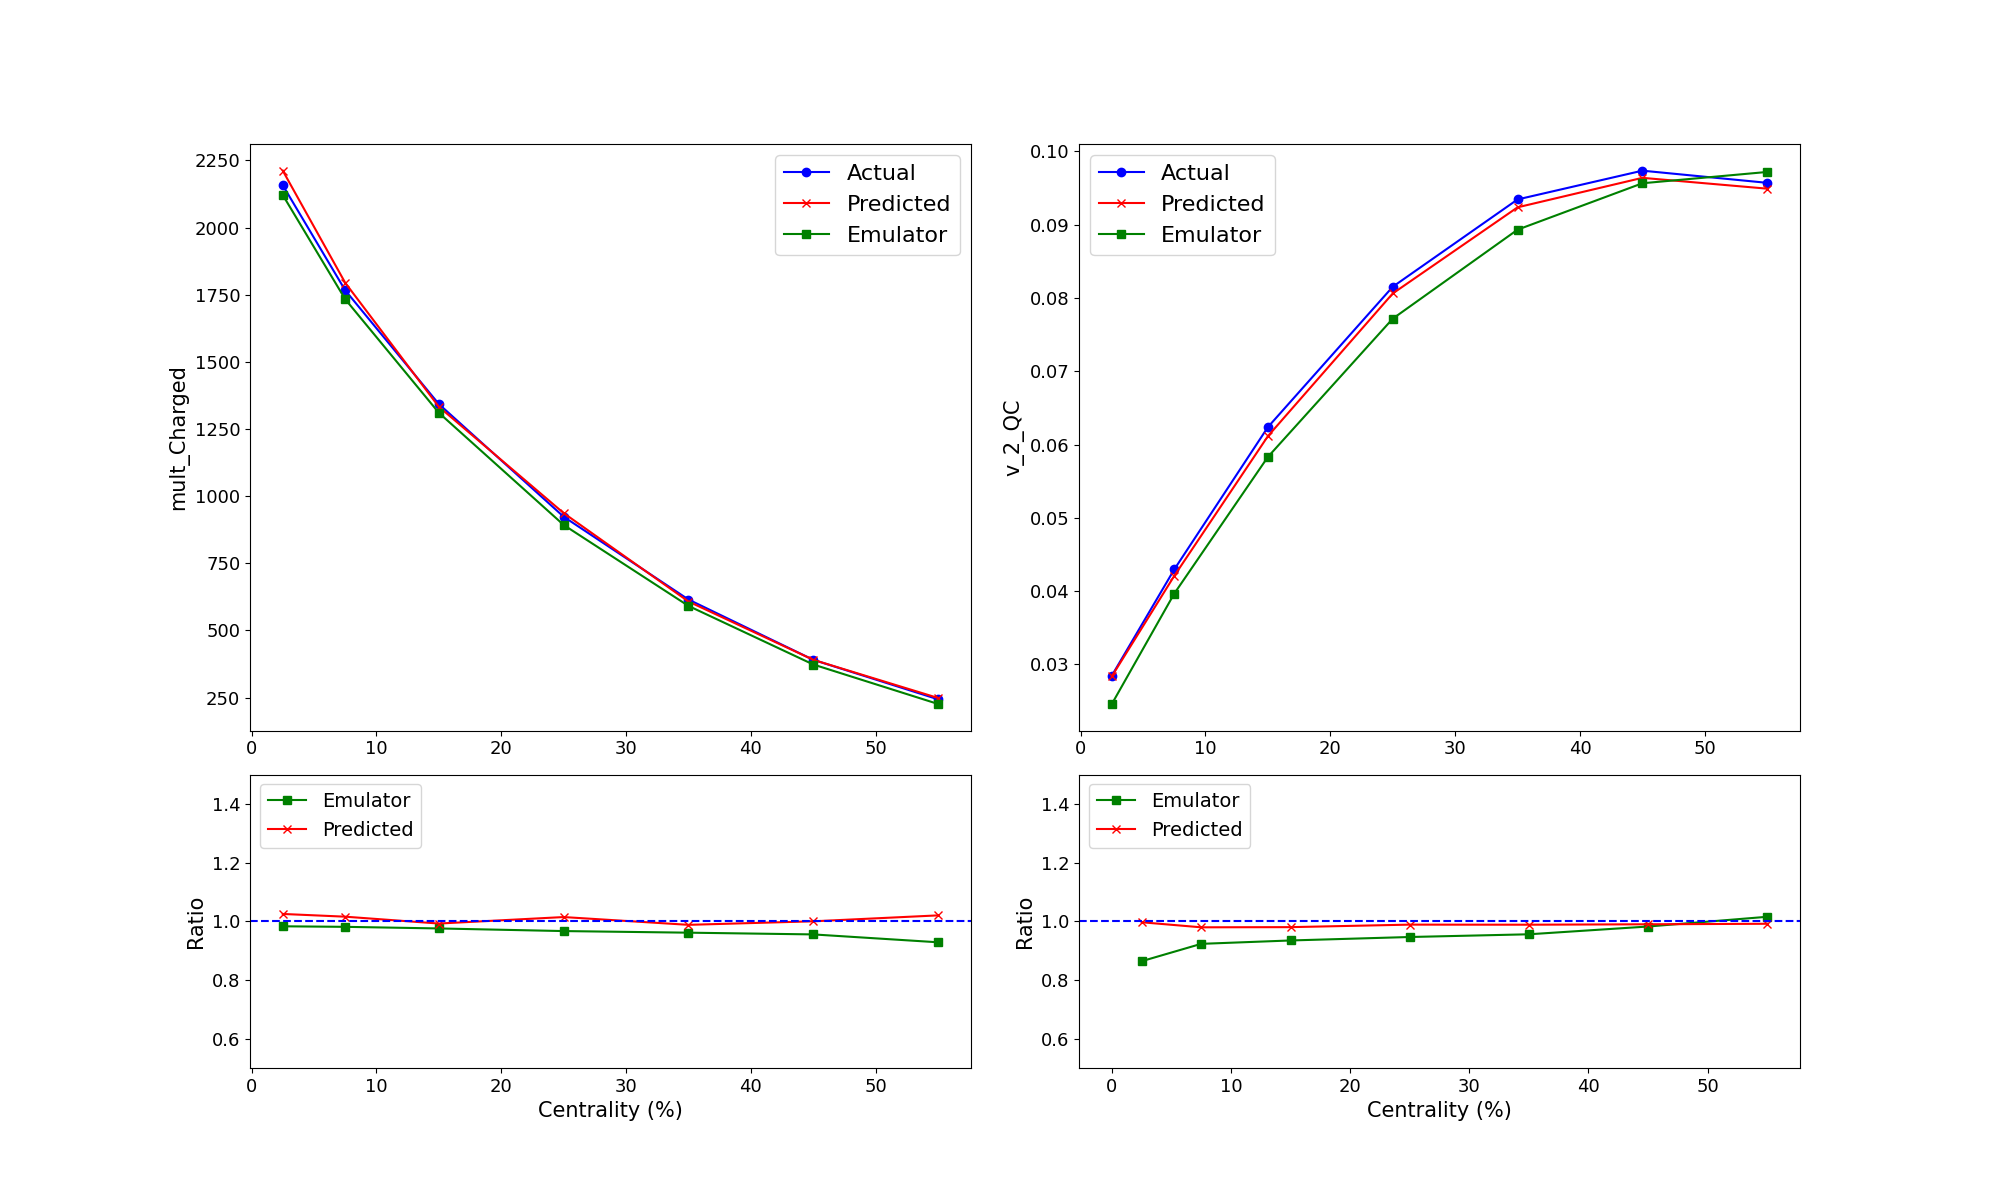 mult_Charged
2250
2000
1750
1500
1250
1000
750
500
250
0 10 20 30 40 50
Actual
Predicted
Emulator
v_2_QC
0.10
0.09
0.08
0.07
0.06
0.05
0.04
0.03
0 10 20 30 40 50
Actual
Predicted
Emulator
Ratio
1.4
1.2
1.0
0.8
0.6
0 10 20 30 40 50
Centrality (%)
Emulator
Predicted
Ratio
1.4
1.2
1.0
0.8
0.6
0 10 20 30 40 50
Centrality (%)
Emulator
Predicted